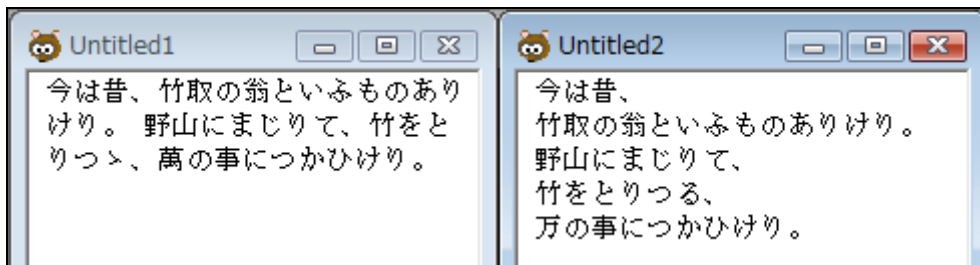 Untitled1
今は昔、竹取の翁といふものあり
けり。 野山にまじりて、竹をと
りつゝ、萬の事につかひけり。
Untitled2
今は昔、
竹取の翁といふものありけり。
野山にまじりて、
竹をとりつる、
万の事につかひけり。